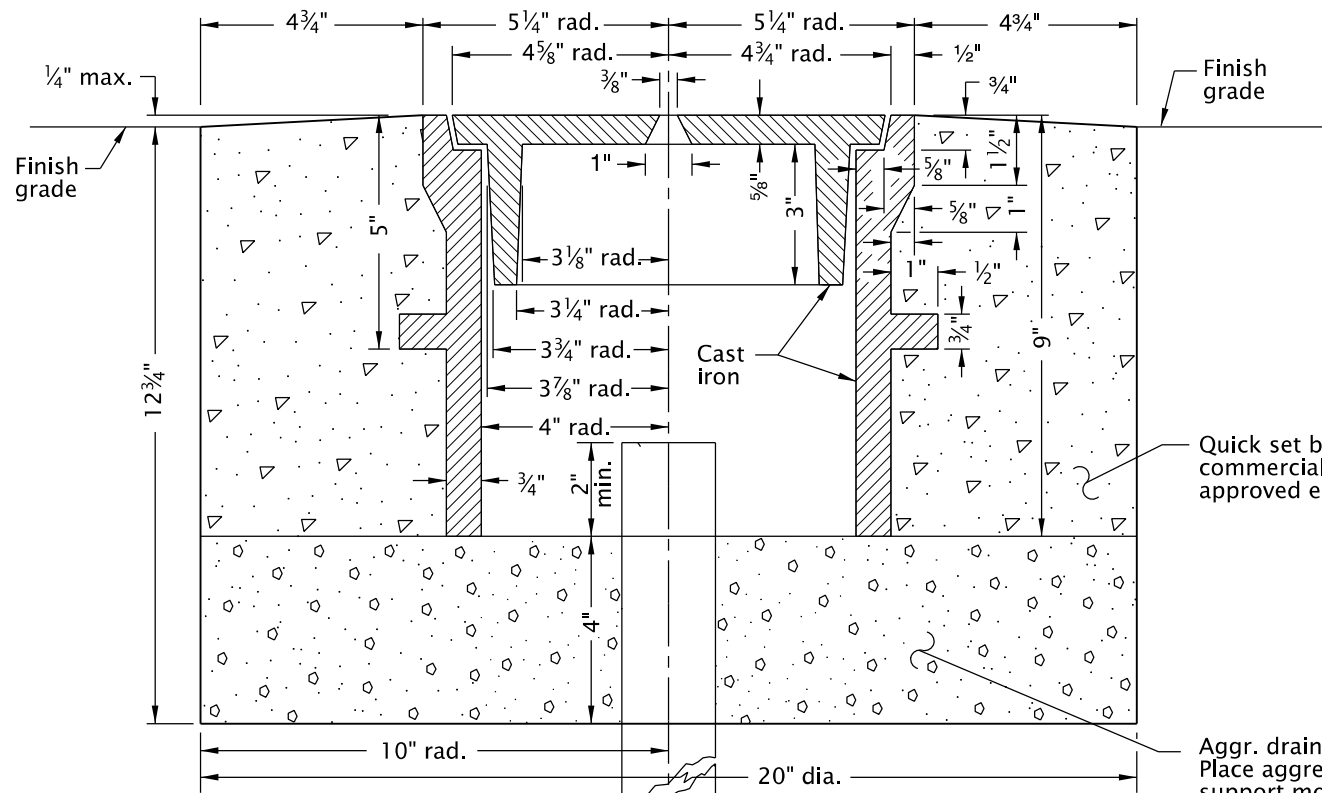 4¾"
5¼" rad.
5¼" rad.
4¾"
4⅝" rad.
4¾" rad.
½"
¼" max.
⅜"
¾"
Finish
grade
Finish
grade
1"
⅝"
3"
⅝"
1½"
5"
⅝"
1"
3⅛" rad.
1"
½"
3¼" rad.
¾"
9"
3¾" rad.
Cast
iron
12¾"
3⅞" rad.
4" rad.
¾"
2"
min.
Quick set b
commercial
approved e
4"
10" rad.
20" dia.
Aggr. drain
Place aggre
support mo